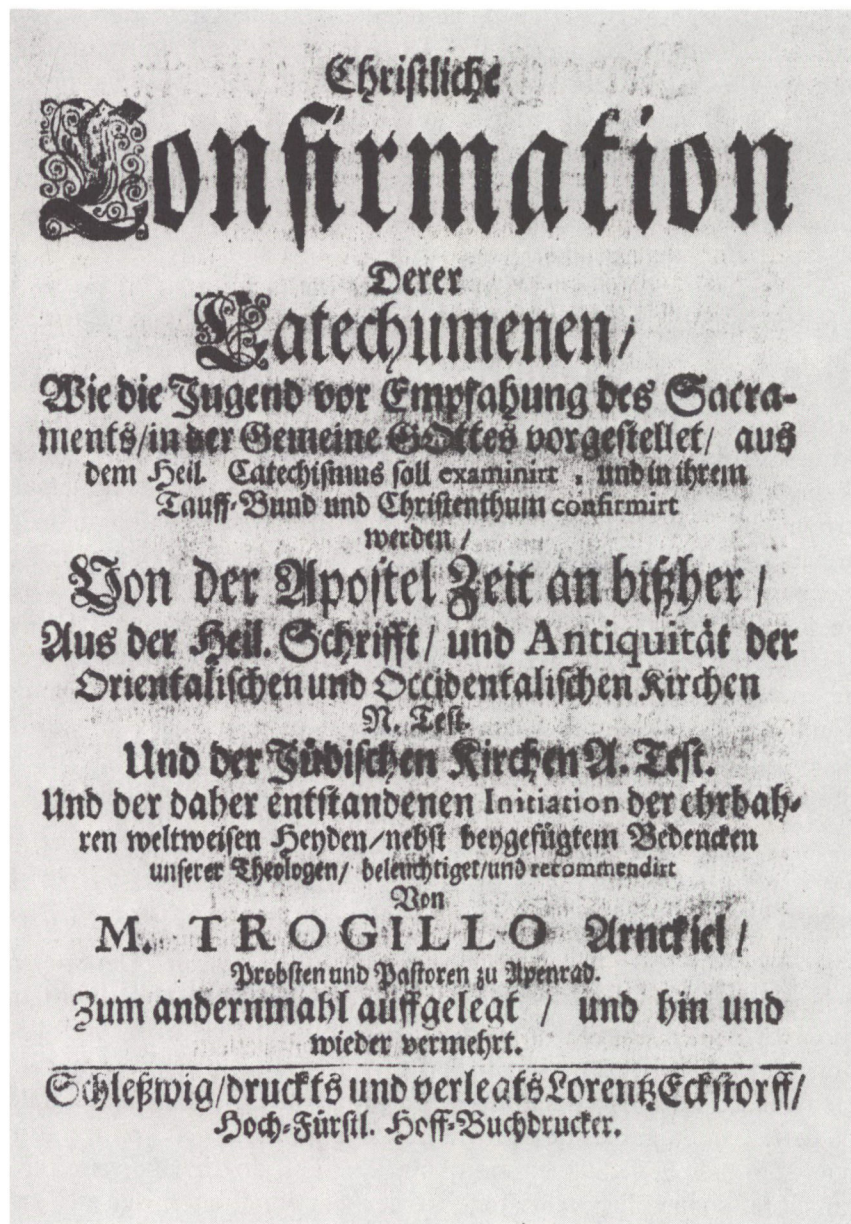 Christliche
Confirmation
Derer
Catechumenen/
Wie die Jugend vor Empfahung des Sacra-
ments/in der Gemeine GOttes vorgestellet/ aus
dem Heil. Catechismus soll examinirt , und in ihrem
Tauff-Bund und Christenthum confirmirt
werden /
Von der Apostel Zeit an bißher /
Aus der Heil. Schrifft/ und Antiquität der
Orientalischen und Occidentalischen Kirchen
N. Test.
Und der Jüdischen Kirchen A. Test.
Und der daher entstandenen Initiation der ehrbah-
ren weltweisen Heyden/nebst beygefügtem Bedencken
unserer Theologen/ beleuchtiget/und recommendirt
Von
M. TROGILLO Arnckiel /
Probsten und Pastoren zu Apenrad.
Zum andernmahl auffgelegt / und hin und
wieder vermehrt.
Schleßwig/druckts und verlegts Lorentz Eckstorff/
Hoch-Fürstl. Hoff-Buchdrucker.